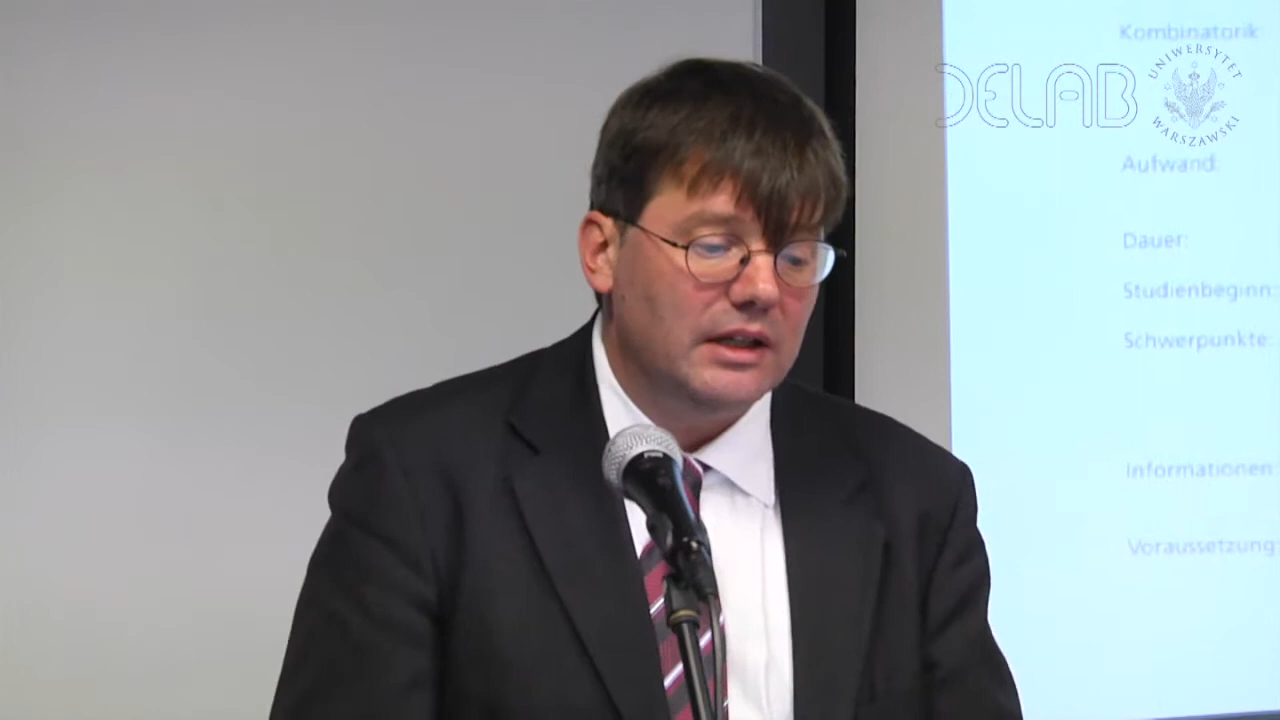 Kombinatorik:
DELAB
UNIWERSYTET
WARSZAWSKI
Aufwand:
Dauer:
Studienbeginn:
Schwerpunkte:
Informationen:
Voraussetzung: